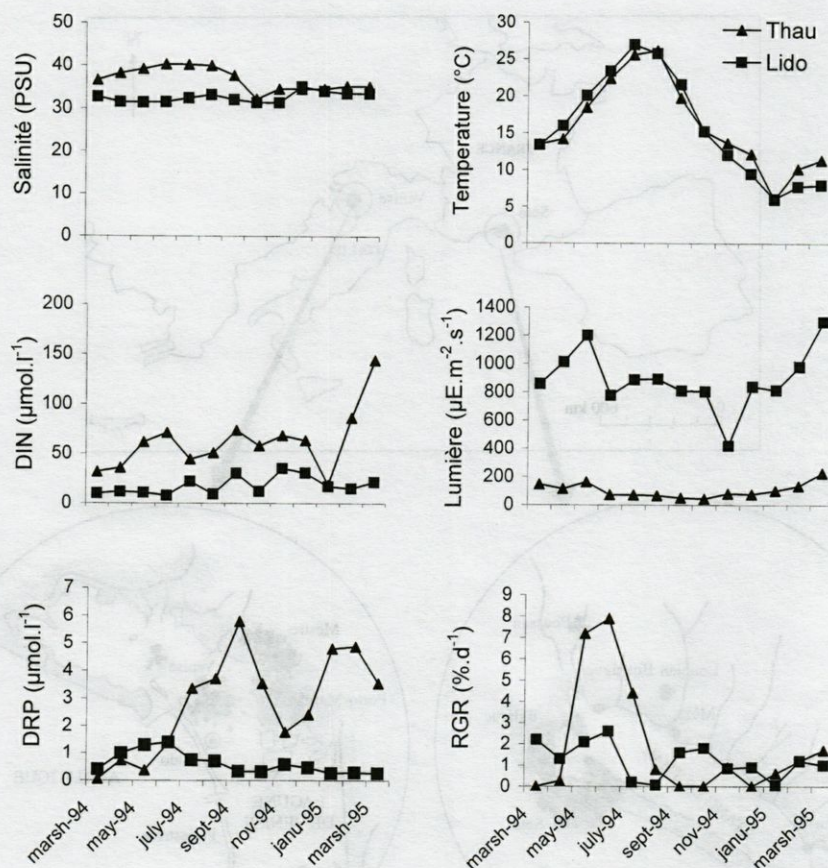 Salinité (PSU)
50
40
30
20
10
0
Temperature (°C)
30
25
20
15
10
5
0
Thau
Lido
DIN (µmol.l⁻¹)
200
150
100
50
0
Lumière (µE.m⁻².s⁻¹)
1400
1200
1000
800
600
400
200
0
DRP (µmol.l⁻¹)
7
6
5
4
3
2
1
0
marsh-94
may-94
july-94
sept-94
nov-94
janu-95
marsh-95
RGR (%.d⁻¹)
9
8
7
6
5
4
3
2
1
0
marsh-94
may-94
july-94
sept-94
nov-94
janu-95
marsh-95